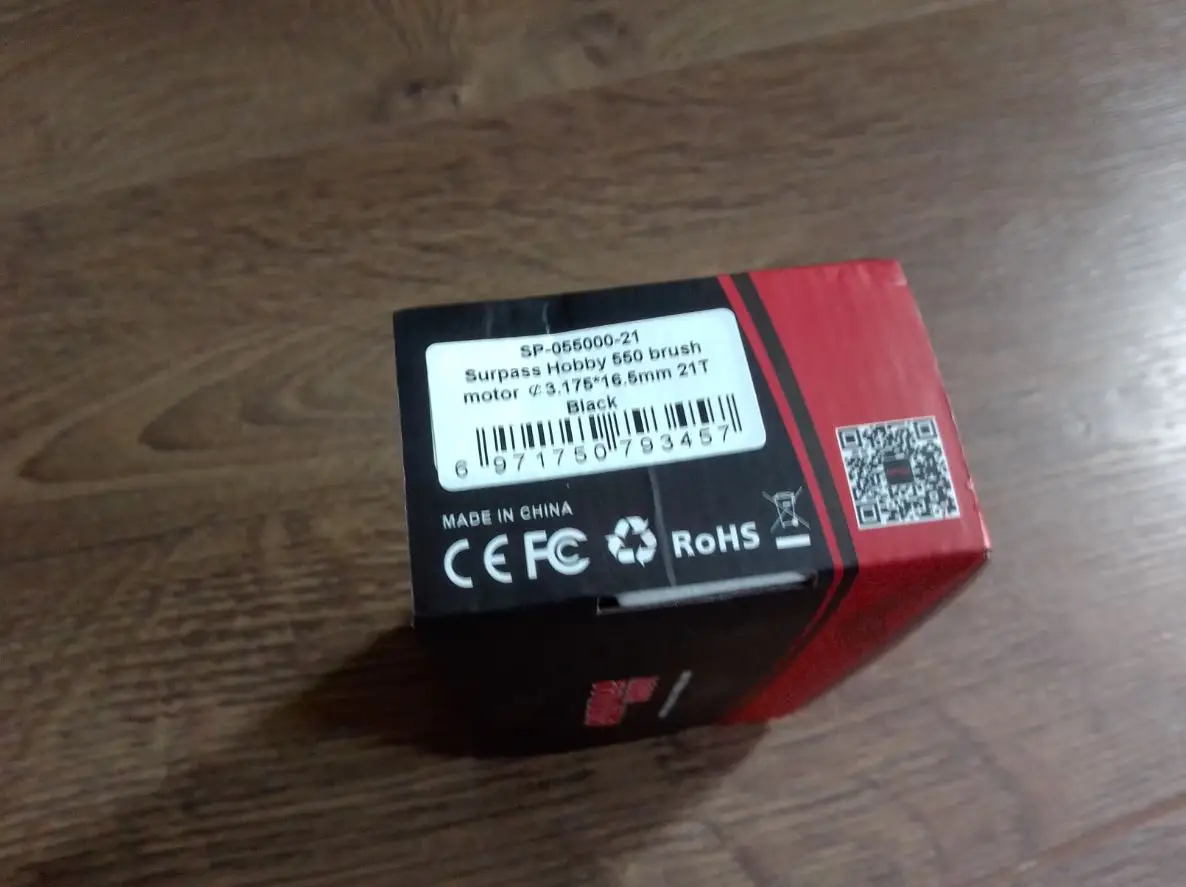 SP-055000-21
Surpass Hobby 550 brush
motor ¢3.175*16.5mm 21T
Black
6 971750 793457
MADE IN CHINA
CE FC RoHS